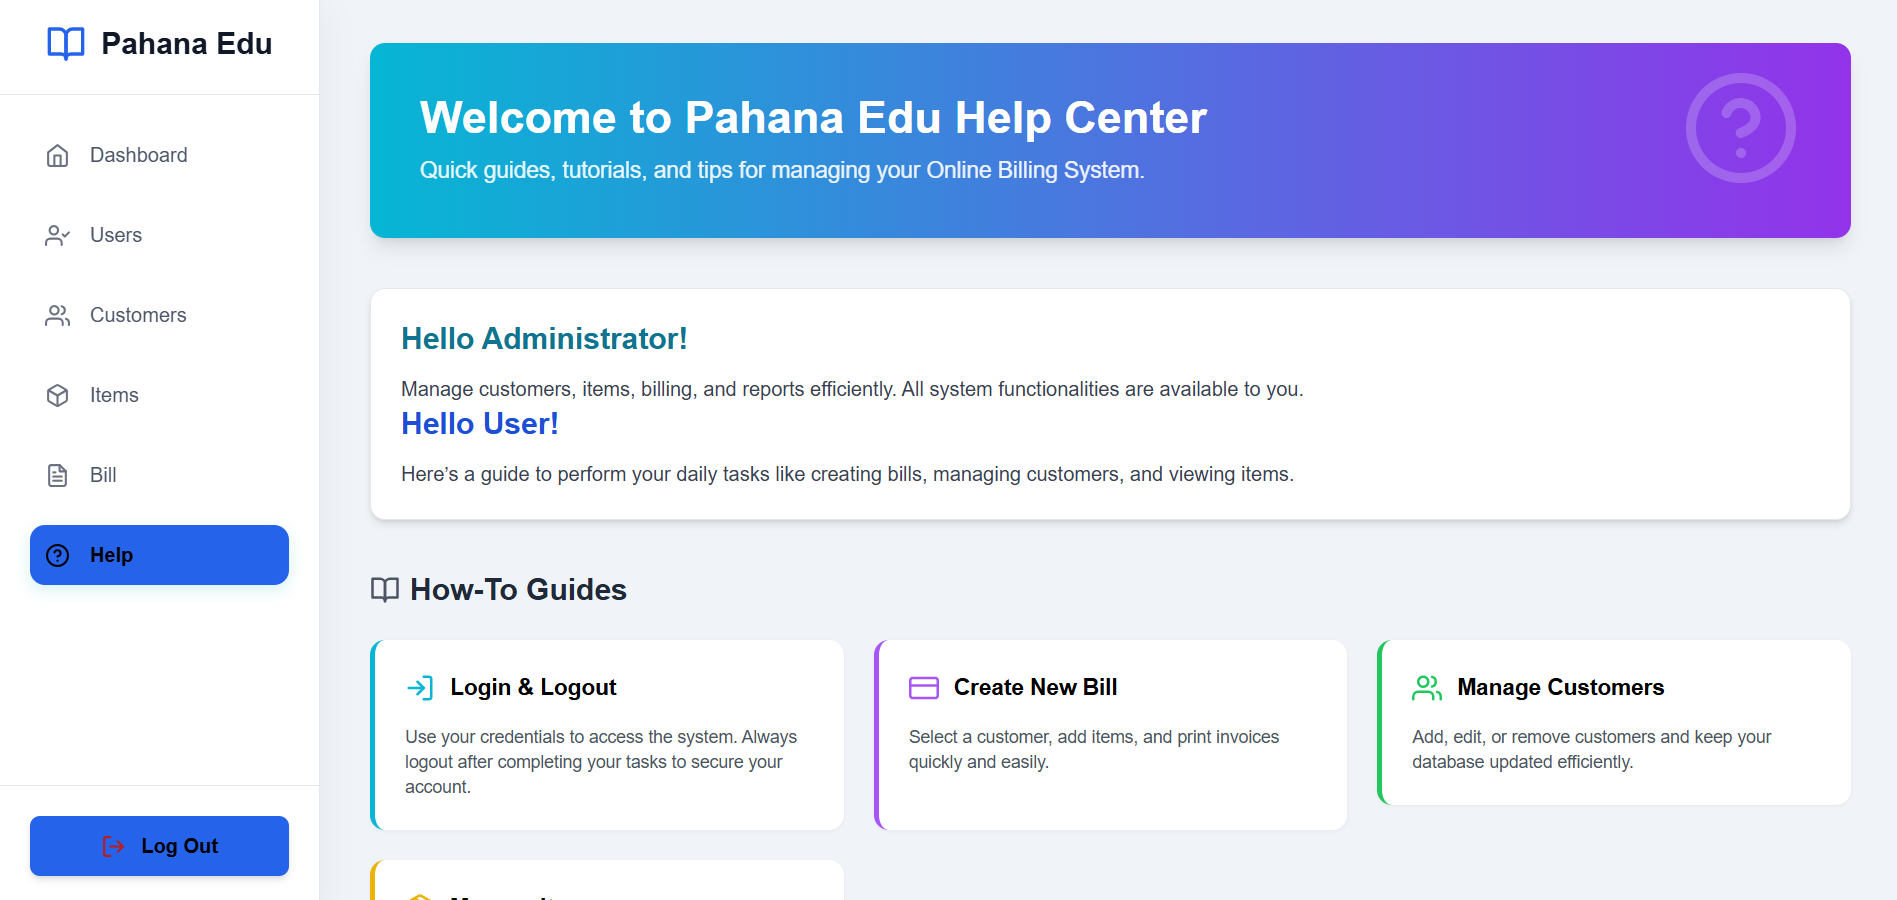 Pahana Edu
Dashboard
Users
Customers
Items
Bill
Help
Log Out
Welcome to Pahana Edu Help Center
Quick guides, tutorials, and tips for managing your Online Billing System.
Hello Administrator!
Manage customers, items, billing, and reports efficiently. All system functionalities are available to you.
Hello User!
Here’s a guide to perform your daily tasks like creating bills, managing customers, and viewing items.
How-To Guides
Login & Logout
Use your credentials to access the system. Always
logout after completing your tasks to secure your
account.
Create New Bill
Select a customer, add items, and print invoices
quickly and easily.
Manage Customers
Add, edit, or remove customers and keep your
database updated efficiently.